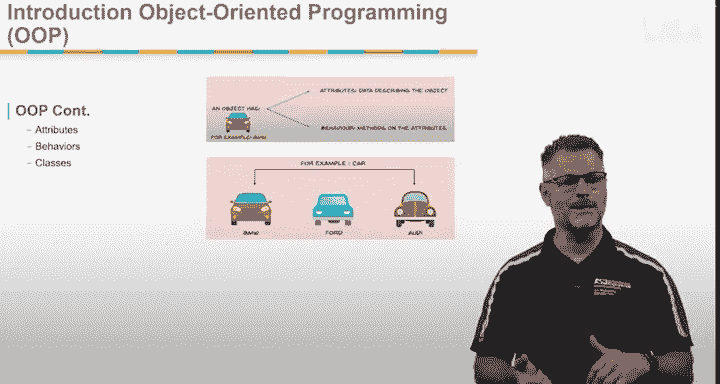 Introduction Object-Oriented Programming
(OOP)
OOP Cont.
– Attributes
– Behaviors
– Classes
ATTRIBUTES: DATA DESCRIBING THE OBJECT
AN OBJECT HAS:
BEHAVIOUR: METHODS ON THE ATTRIBUTES
FOR EXAMPLE: BMW
FOR EXAMPLE : CAR
BMW
FORD
AUDI